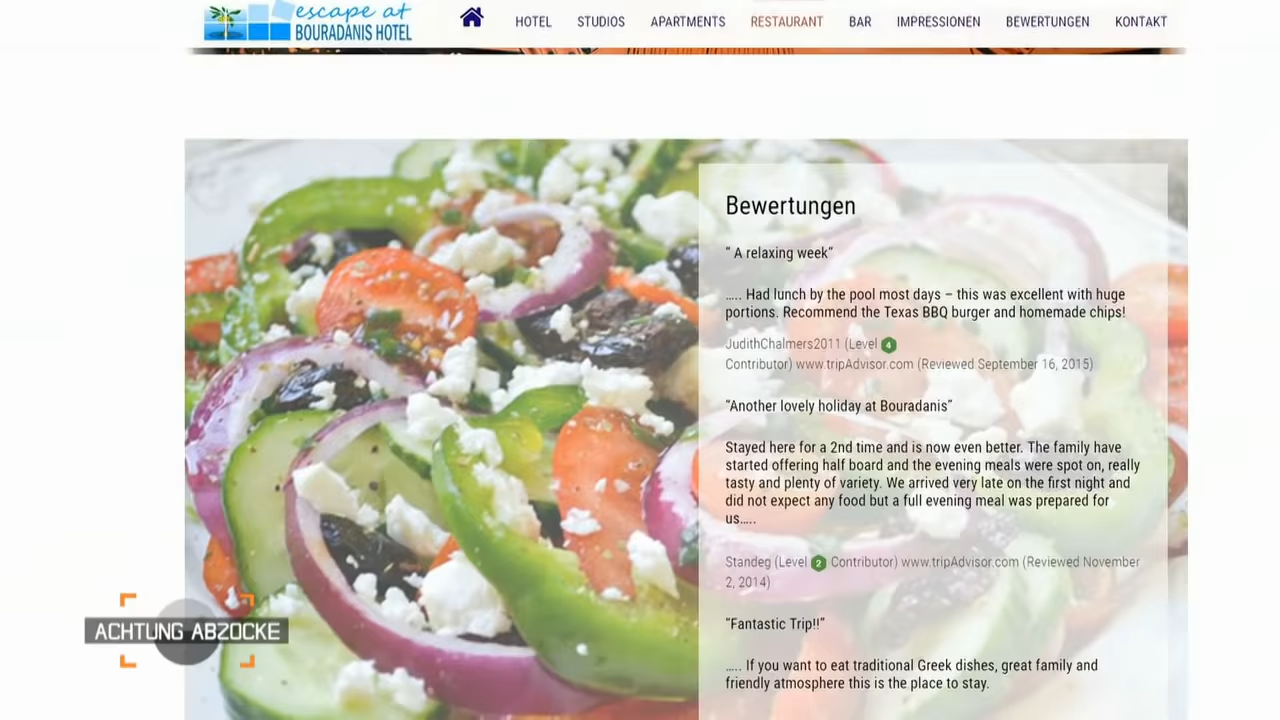 escape at
BOURADANIS HOTEL
HOTEL STUDIOS APARTMENTS RESTAURANT BAR IMPRESSIONEN BEWERTUNGEN KONTAKT
Bewertungen
“ A relaxing week”
….. Had lunch by the pool most days – this was excellent with huge
portions. Recommend the Texas BBQ burger and homemade chips!
JudithChalmers2011 (Level 4
Contributor) www.tripAdvisor.com (Reviewed September 16, 2015)
“Another lovely holiday at Bouradanis”
Stayed here for a 2nd time and is now even better. The family have
started offering half board and the evening meals were spot on, really
tasty and plenty of variety. We arrived very late on the first night and
did not expect any food but a full evening meal was prepared for
us…..
Standeg (Level 2 Contributor) www.tripAdvisor.com (Reviewed November
2, 2014)
“Fantastic Trip!!”
….. If you want to eat traditional Greek dishes, great family and
friendly atmosphere this is the place to stay.
ACHTUNG ABZOCKE